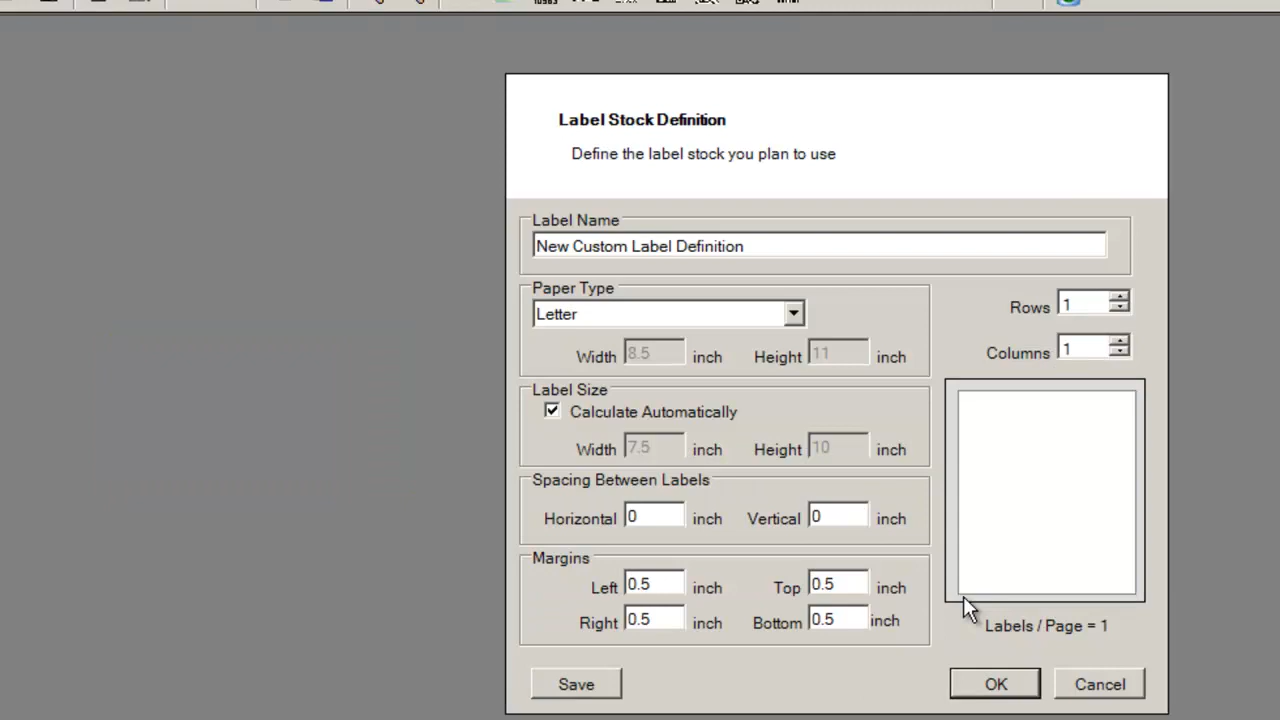 Label Stock Definition
Define the label stock you plan to use
Label Name
New Custom Label Definition
Paper Type
Letter
Width 8.5 inch Height 11 inch
Rows 1
Columns 1
Label Size
Calculate Automatically
Width 7.5 inch Height 10 inch
Spacing Between Labels
Horizontal 0 inch Vertical 0 inch
Margins
Left 0.5 inch Top 0.5 inch
Right 0.5 inch Bottom 0.5 inch
Labels / Page = 1
Save OK Cancel